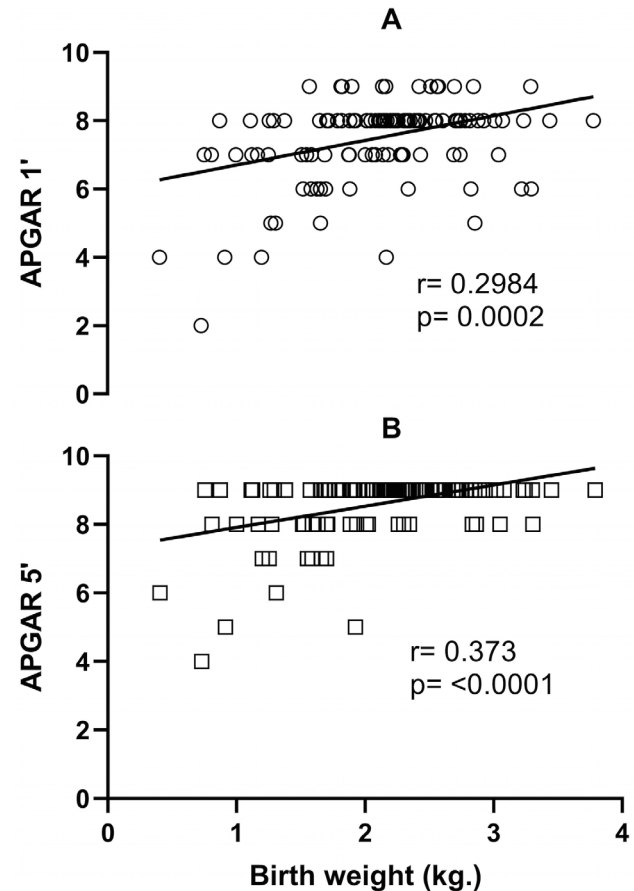 A
10
8
6
4
2
0
APGAR 1'
r= 0.2984
p= 0.0002
B
10
8
6
4
2
0
APGAR 5'
r= 0.373
p= <0.0001
0 1 2 3 4
Birth weight (kg.)